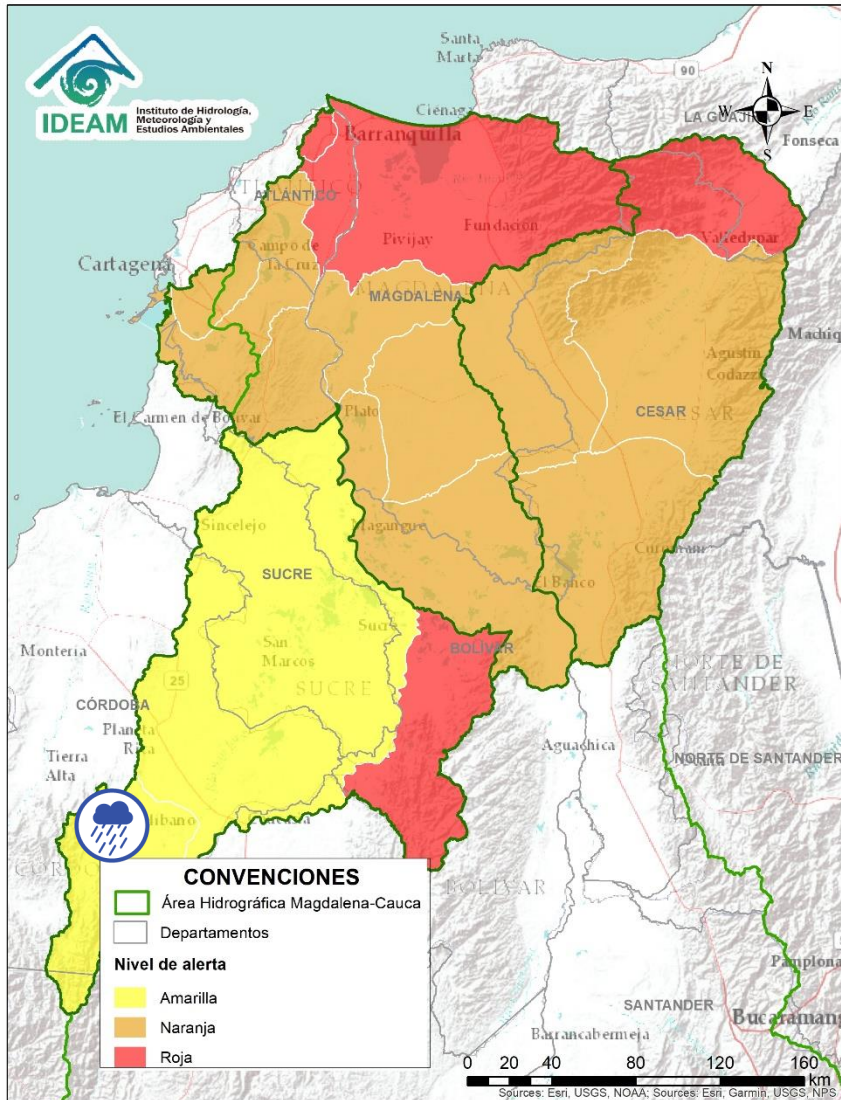 IDEAM
Instituto de Hidrología,
Meteorología y
Estudios Ambientales
Santa
Marta
90
N
W
E
S
LA GUAJIRA
Fonseca
Ciénaga
Barranquilla
ATLÁNTICO
Fundación
Pivijay
Valledupar
Campo de
la Cruz
Cartagena
MAGDALENA
Agustín
Codazzi
CESAR
El Carmen de Bolívar
Plato
Sincelejo
Magangue
El Banco
SUCRE
Sucre
BOLÍVAR
San
Marcos
SUCRE
Montería
25
CÓRDOBA
Planeta
Rica
Tierra
Alta
NORTE DE
SANTANDER
Aguachica
NORTE DE SANTANDER
BOLÍVAR
CONVENCIONES
Área Hidrográfica Magdalena-Cauca
Departamentos
Nivel de alerta
Amarilla
Naranja
Roja
Pamplona
SANTANDER
Barrancabermeja
0 20 40 80 120 160
km
Sources: Esri, USGS, NOAA; Sources: Esri, Garmin, USGS, NPS